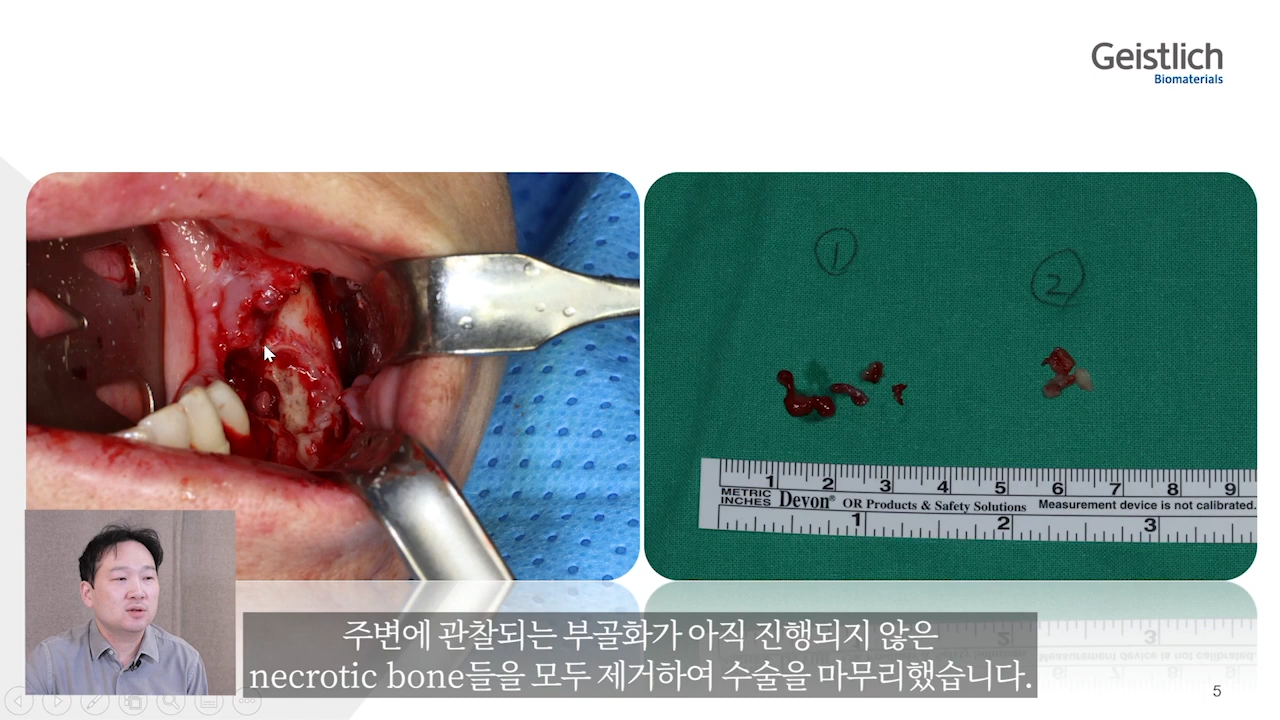 Geistlich
Biomaterials
1
2
1 2 3 4 5 6 7 8 9
METRIC
INCHES Devon® OR Products & Safety Solutions Measurement device is not calibrated.
1 2 3
주변에 관찰되는 부골화가 아직 진행되지 않은
necrotic bone들을 모두 제거하여 수술을 마무리했습니다.
5